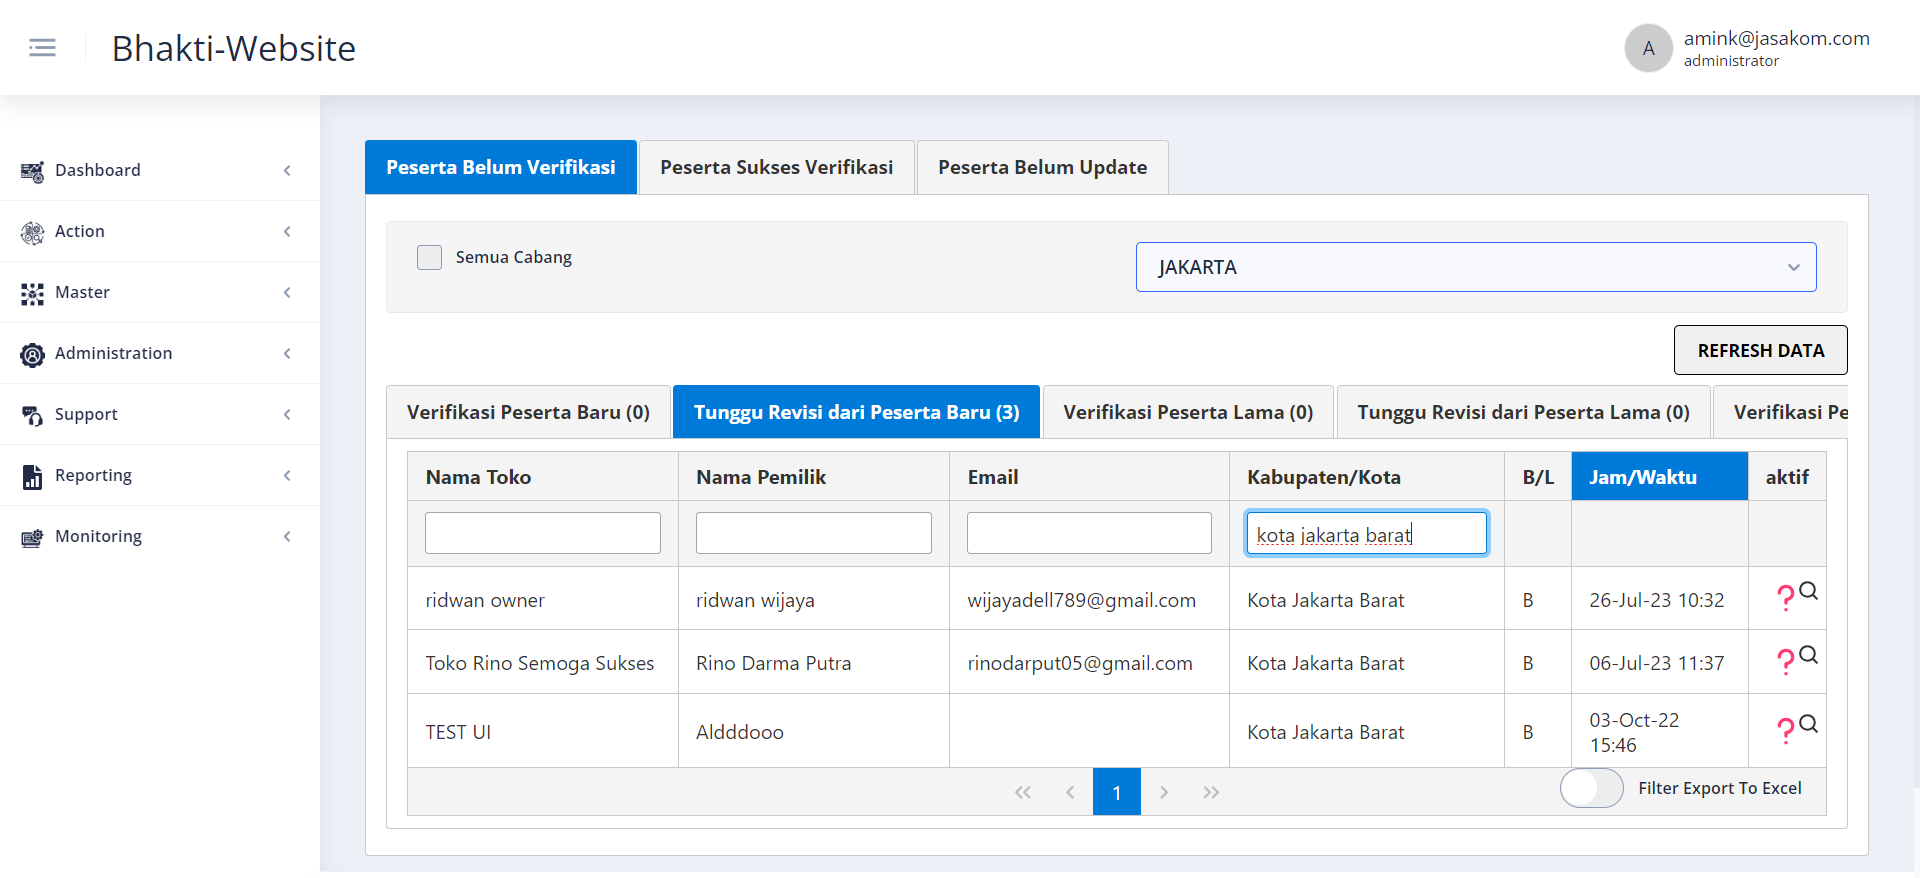 Bhakti-Website
A
amink@jasakom.com
administrator
Dashboard
Action
Master
Administration
Support
Reporting
Monitoring
Peserta Belum Verifikasi
Peserta Sukses Verifikasi
Peserta Belum Update
Semua Cabang
JAKARTA
REFRESH DATA
Verifikasi Peserta Baru (0)
Tunggu Revisi dari Peserta Baru (3)
Verifikasi Peserta Lama (0)
Tunggu Revisi dari Peserta Lama (0)
Verifikasi Pe
Nama Toko Nama Pemilik Email Kabupaten/Kota B/L Jam/Waktu aktif
kota jakarta barat
ridwan owner ridwan wijaya wijayadell789@gmail.com Kota Jakarta Barat B 26-Jul-23 10:32
Toko Rino Semoga Sukses Rino Darma Putra rinodarput05@gmail.com Kota Jakarta Barat B 06-Jul-23 11:37
TEST UI Aldddooo Kota Jakarta Barat B 03-Oct-22
15:46
1
Filter Export To Excel